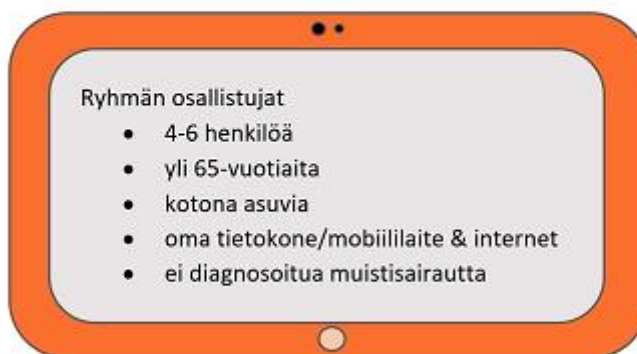 Ryhmän osallistujat
• 4-6 henkilöä
• yli 65-vuotiaita
• kotona asuvia
• oma tietokone/mobiililaite & internet
• ei diagnosoitua muistisairautta